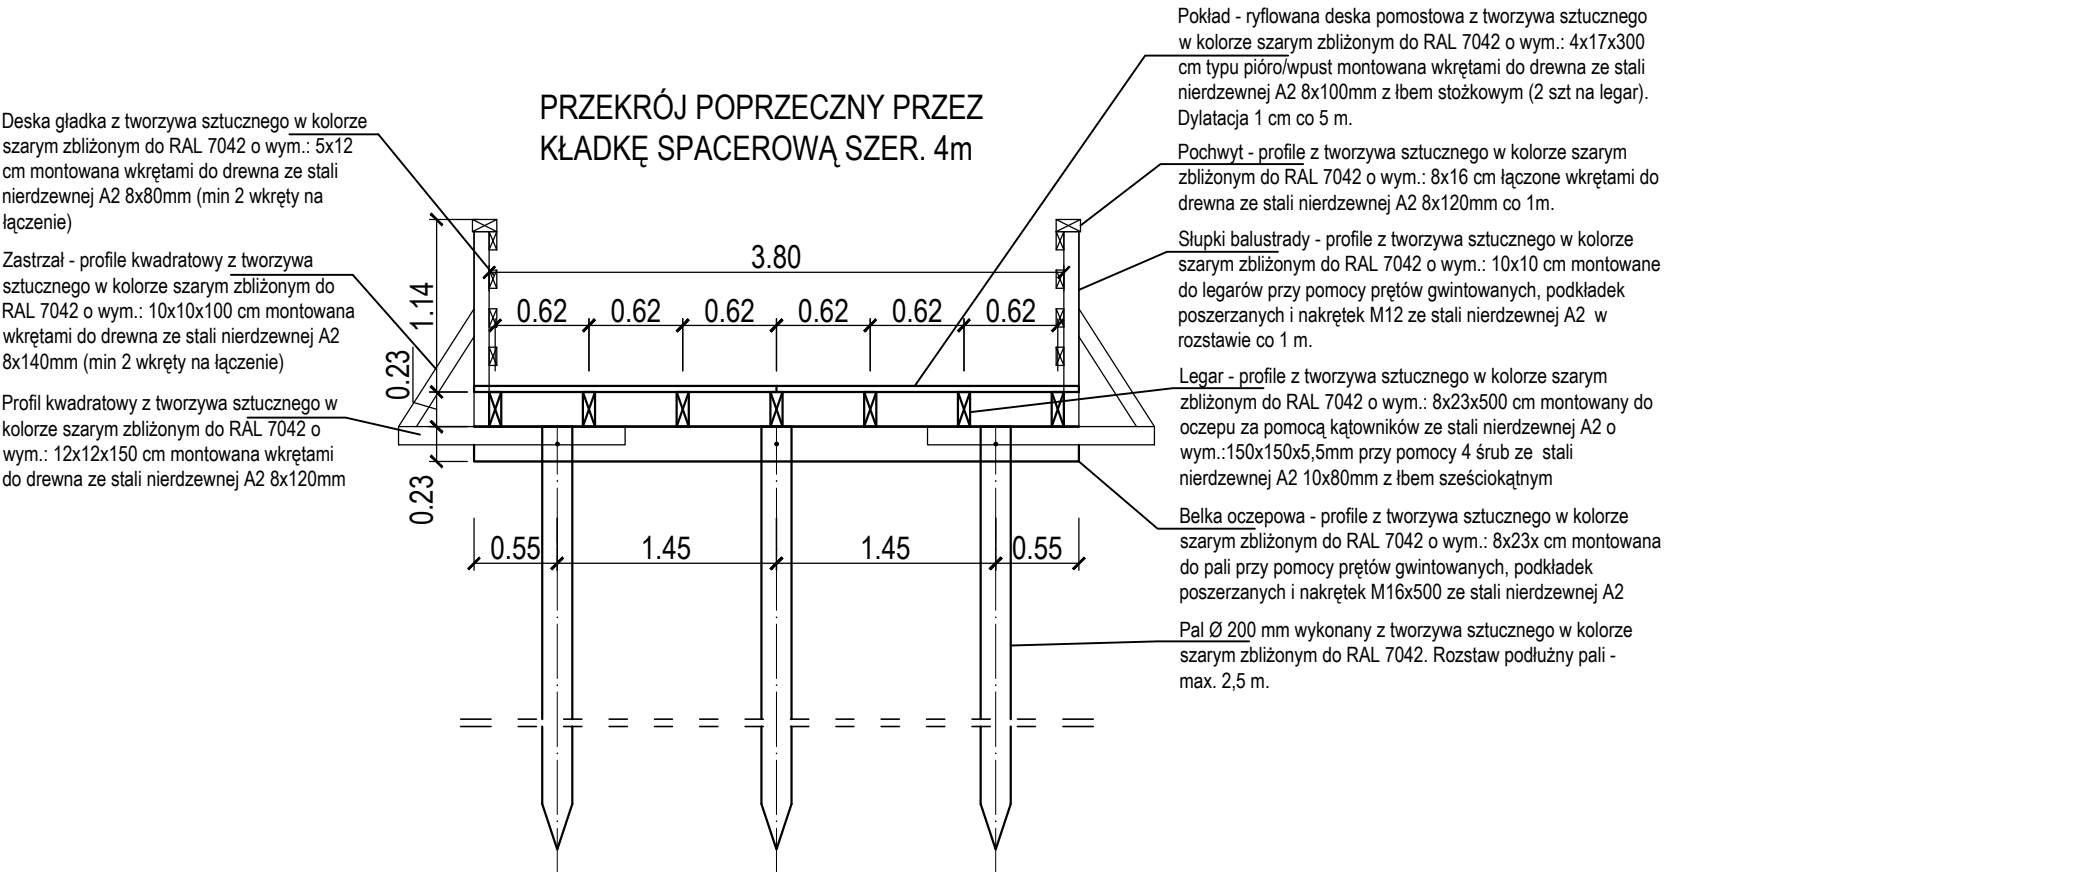 PRZEKRÓJ POPRZECZNY PRZEZ
KŁADKĘ SPACEROWĄ SZER. 4m
Deska gładka z tworzywa sztucznego w kolorze
szarym zbliżonym do RAL 7042 o wym.: 5x12
cm montowana wkrętami do drewna ze stali
nierdzewnej A2 8x80mm (min 2 wkręty na
łączenie)
Zastrzał - profile kwadratowy z tworzywa
sztucznego w kolorze szarym zbliżonym do
RAL 7042 o wym.: 10x10x100 cm montowana
wkrętami do drewna ze stali nierdzewnej A2
8x140mm (min 2 wkręty na łączenie)
Profil kwadratowy z tworzywa sztucznego w
kolorze szarym zbliżonym do RAL 7042 o
wym.: 12x12x150 cm montowana wkrętami
do drewna ze stali nierdzewnej A2 8x120mm
1.14
0.23
0.23
3.80
0.62 0.62 0.62 0.62 0.62 0.62
0.55 1.45 1.45 0.55
Pokład - ryflowana deska pomostowa z tworzywa sztucznego
w kolorze szarym zbliżonym do RAL 7042 o wym.: 4x17x300
cm typu pióro/wpust montowana wkrętami do drewna ze stali
nierdzewnej A2 8x100mm z łbem stożkowym (2 szt na legar).
Dylatacja 1 cm co 5 m.
Pochwyt - profile z tworzywa sztucznego w kolorze szarym
zbliżonym do RAL 7042 o wym.: 8x16 cm łączone wkrętami do
drewna ze stali nierdzewnej A2 8x120mm co 1m.
Słupki balustrady - profile z tworzywa sztucznego w kolorze
szarym zbliżonym do RAL 7042 o wym.: 10x10 cm montowane
do legarów przy pomocy prętów gwintowanych, podkładek
poszerzanych i nakrętek M12 ze stali nierdzewnej A2 w
rozstawie co 1 m.
Legar - profile z tworzywa sztucznego w kolorze szarym
zbliżonym do RAL 7042 o wym.: 8x23x500 cm montowany do
oczepu za pomocą kątowników ze stali nierdzewnej A2 o
wym.:150x150x5,5mm przy pomocy 4 śrub ze stali
nierdzewnej A2 10x80mm z łbem sześciokątnym
Belka oczepowa - profile z tworzywa sztucznego w kolorze
szarym zbliżonym do RAL 7042 o wym.: 8x23x cm montowana
do pali przy pomocy prętów gwintowanych, podkładek
poszerzanych i nakrętek M16x500 ze stali nierdzewnej A2
Pal Ø 200 mm wykonany z tworzywa sztucznego w kolorze
szarym zbliżonym do RAL 7042. Rozstaw podłużny pali -
max. 2,5 m.